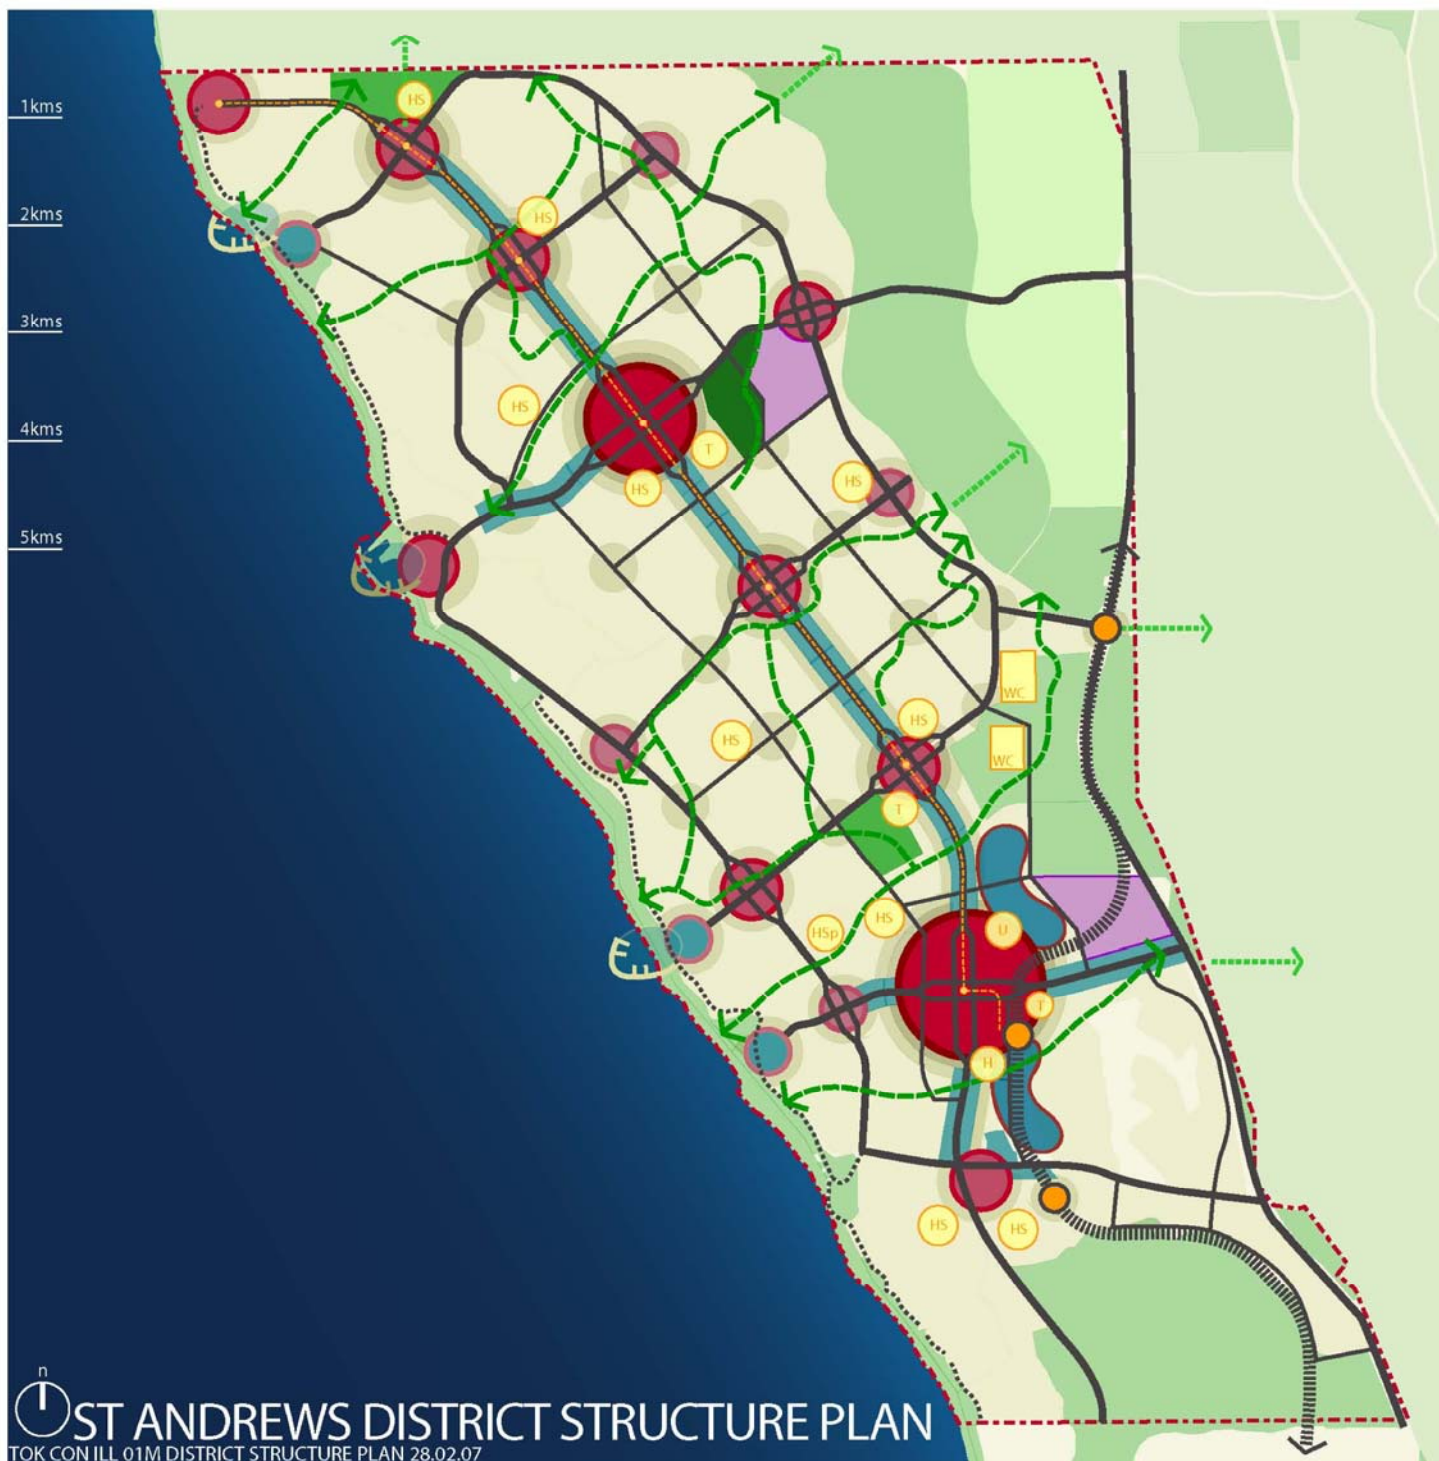 HS
1kms
HS
2kms
3kms
HS
4kms
T
HS
HS
5kms
WC
HS
HS
WC
T
HS
HSp
U
T
H
HS
HS
n
ST ANDREWS DISTRICT STRUCTURE PLAN
TOK CON ILL 01M DISTRICT STRUCTURE PLAN 28.02.07